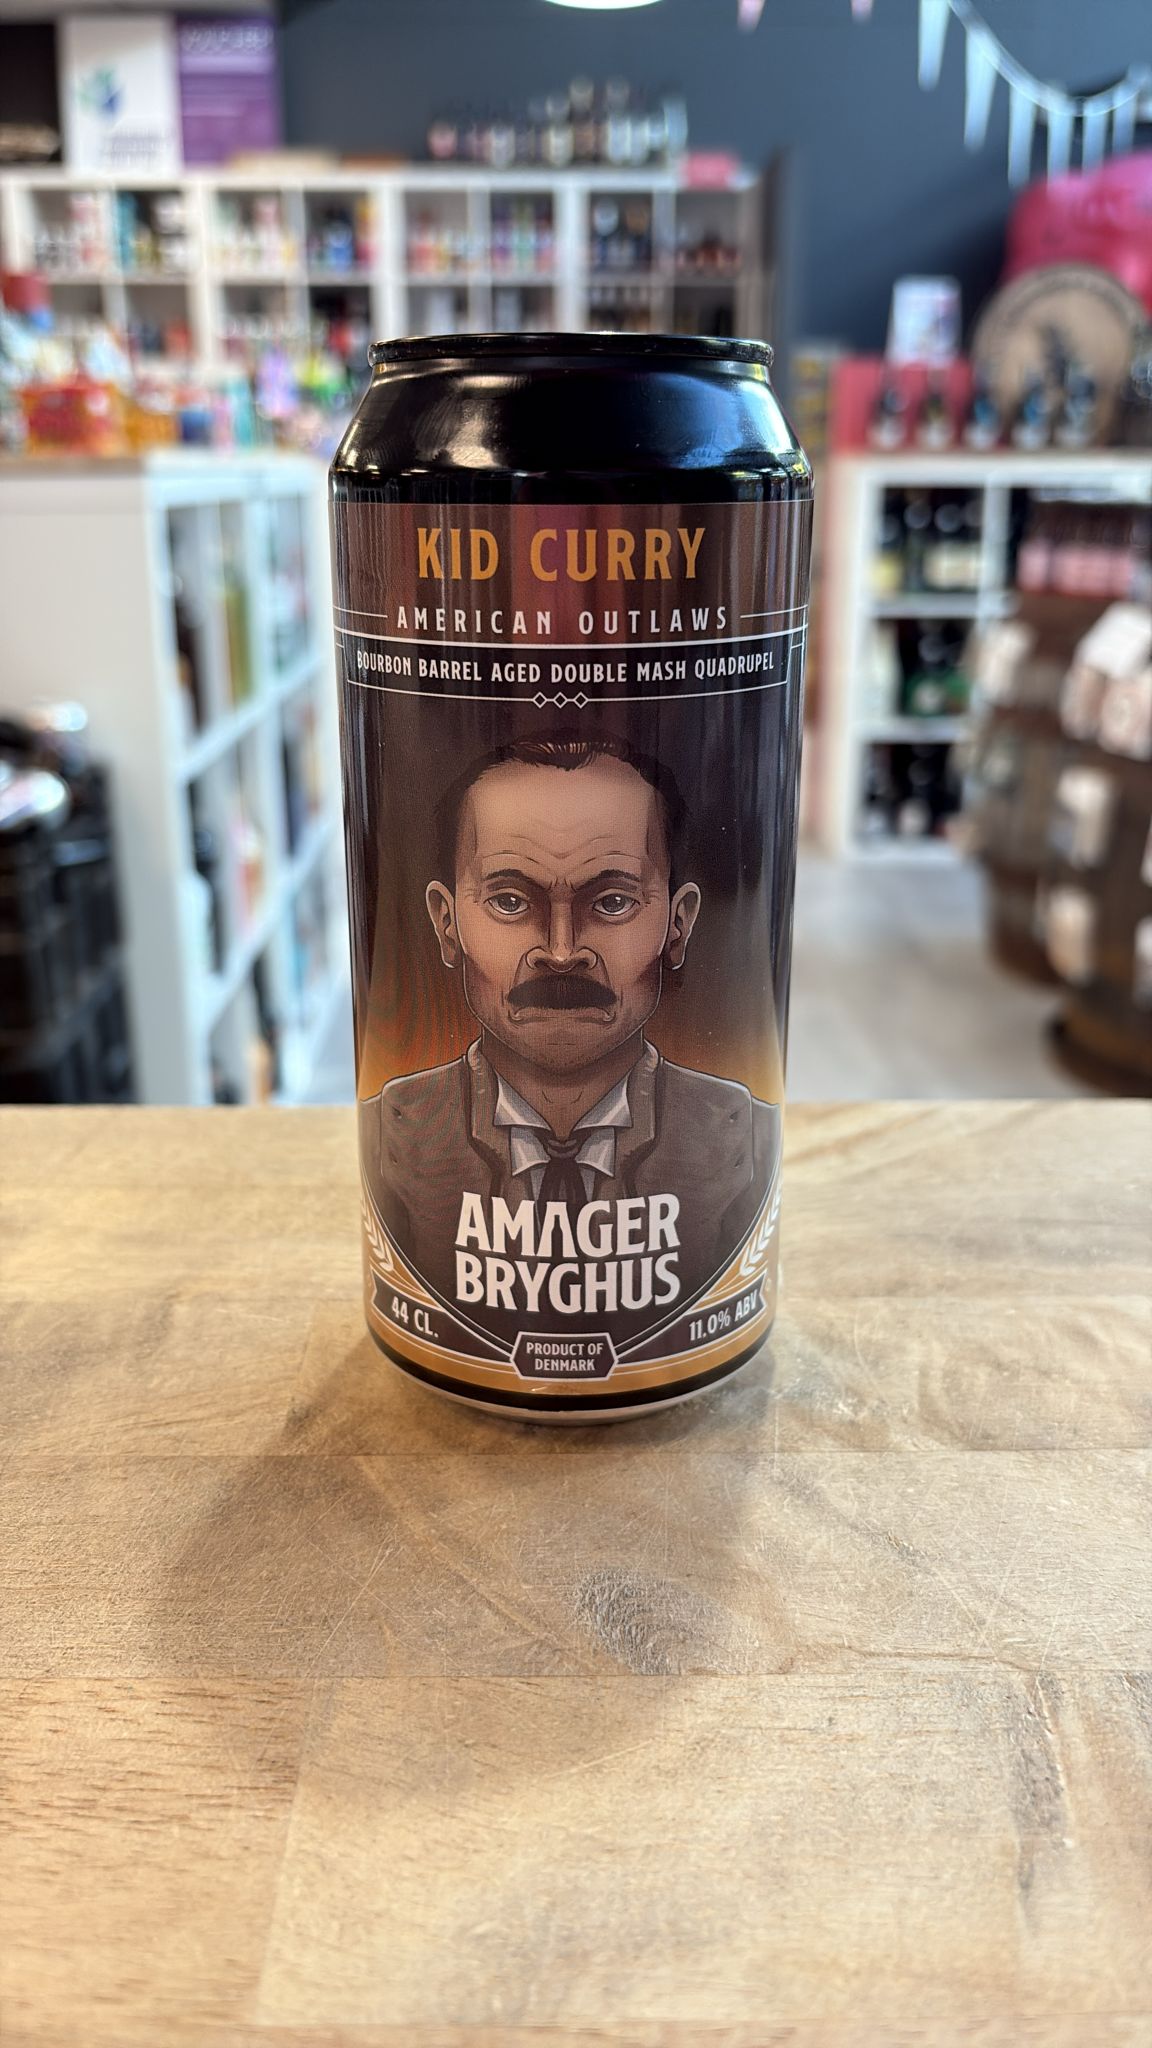 KID CURRY
AMERICAN OUTLAWS
BOURBON BARREL AGED DOUBLE MASH QUADRUPEL
AMAGER
BRYGHUS
44 CL.
11.0% ABV
PRODUCT OF
DENMARK